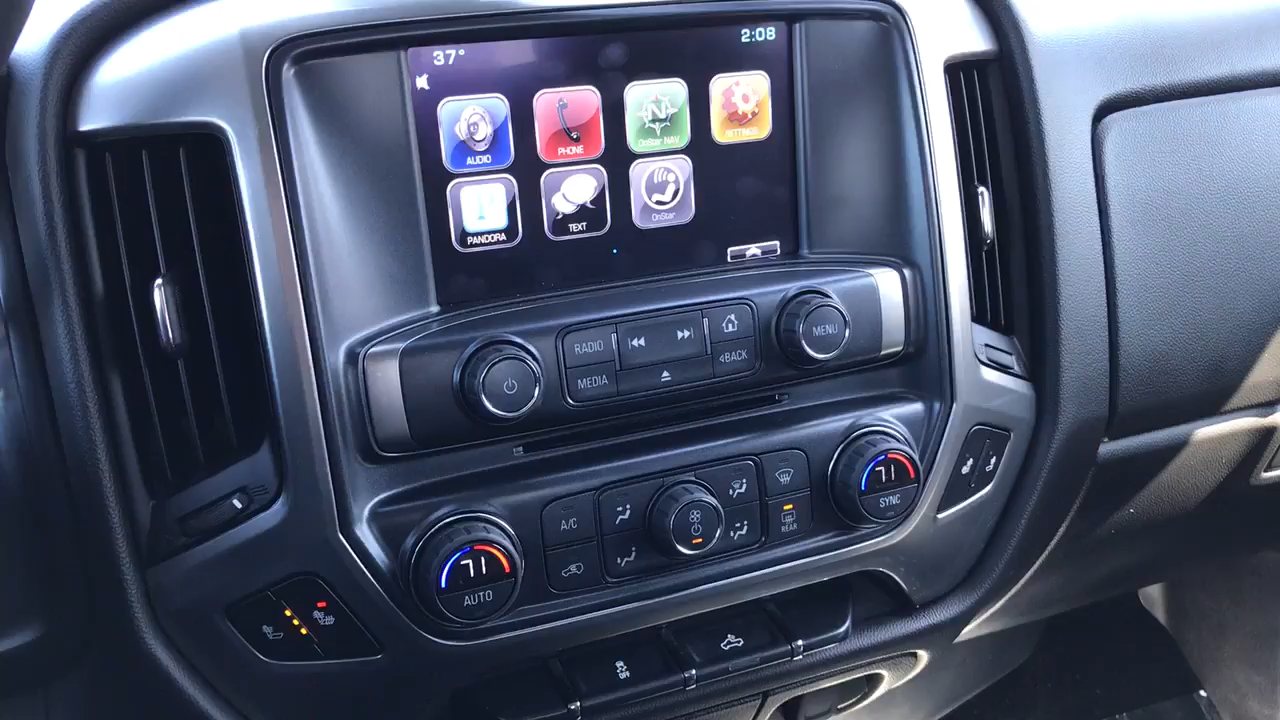 37°
2:08
AUDIO
PHONE
OnStar NAV
SETTINGS
PANDORA
TEXT
OnStar
RADIO
MEDIA
BACK
MENU
71
AUTO
A/C
REAR
71
SYNC
OFF